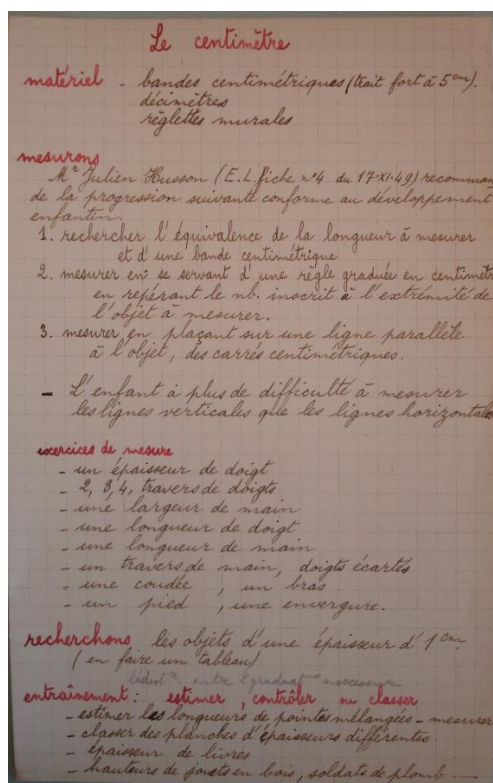 Le centimètre
matériel - bandes centimétriques (trait fort à 5 cm).
décimètres
règlettes murales
mesurons
Mr Julien Husson (E.L. fiche n°4 du 17-XI-49) recomman
de la progression suivante conforme au développement
enfantin.
1. rechercher l'équivalence de la longueur à mesurer
et d'une bande centimétrique
2. mesurer en se servant d'une règle graduée en centimètr
en repérant le nb. inscrit à l'extrémité de
l'objet à mesurer.
3. mesurer en plaçant sur une ligne parallèle
à l'objet, des carrés centimétriques.
- L'enfant à plus de difficulté à mesurer
les lignes verticales que les lignes horizontales
exercices de mesure
- un épaisseur de doigt
- 2, 3, 4, travers de doigts
- une largeur de main
- une longueur de doigt
- une longueur de main
- un travers de main, doigts écartés
- une coudée , un bras
- un pied , une envergure.
recherchons les objets d'une épaisseur d'1 cm
(en faire un tableau)
entre 2
entraînement : estimer, contrôler classer
- estimer les longueurs de pointes mélangées - mesurer
- classer des planches d'épaisseurs différentes.
- épaisseur de livres
- hauteurs de jouets en bois, soldats de plomb